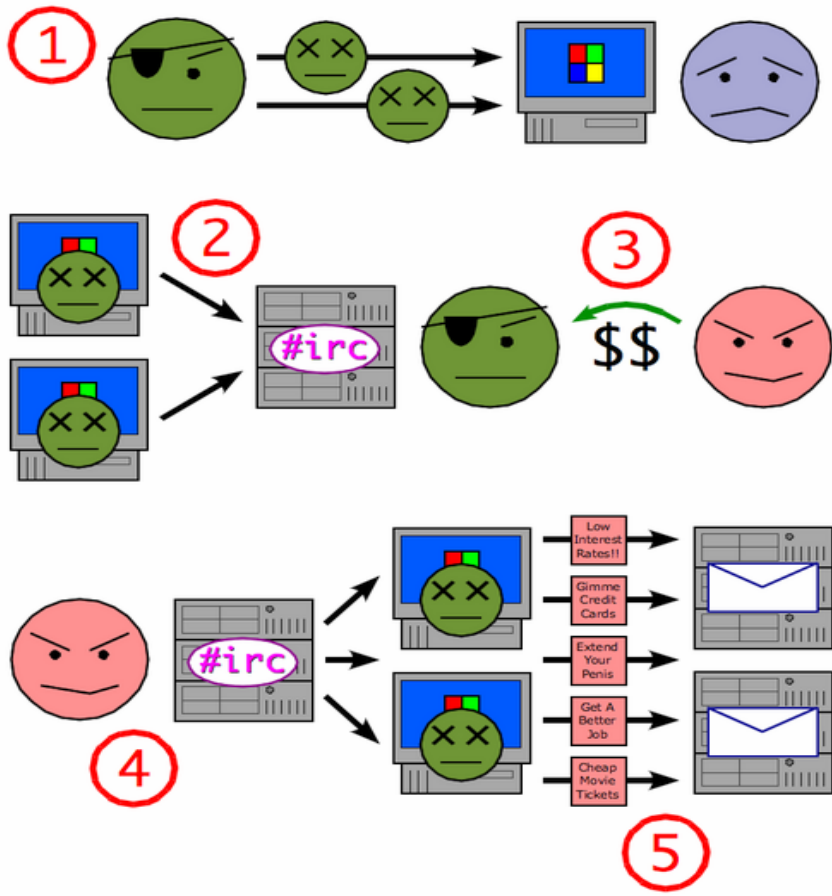 1
2
#irc
3
$$
4
#irc
Low
Interest
Rates!!
Gimme
Credit
Cards
Extend
Your
Penis
Get A
Better
Job
Cheap
Movie
Tickets
5